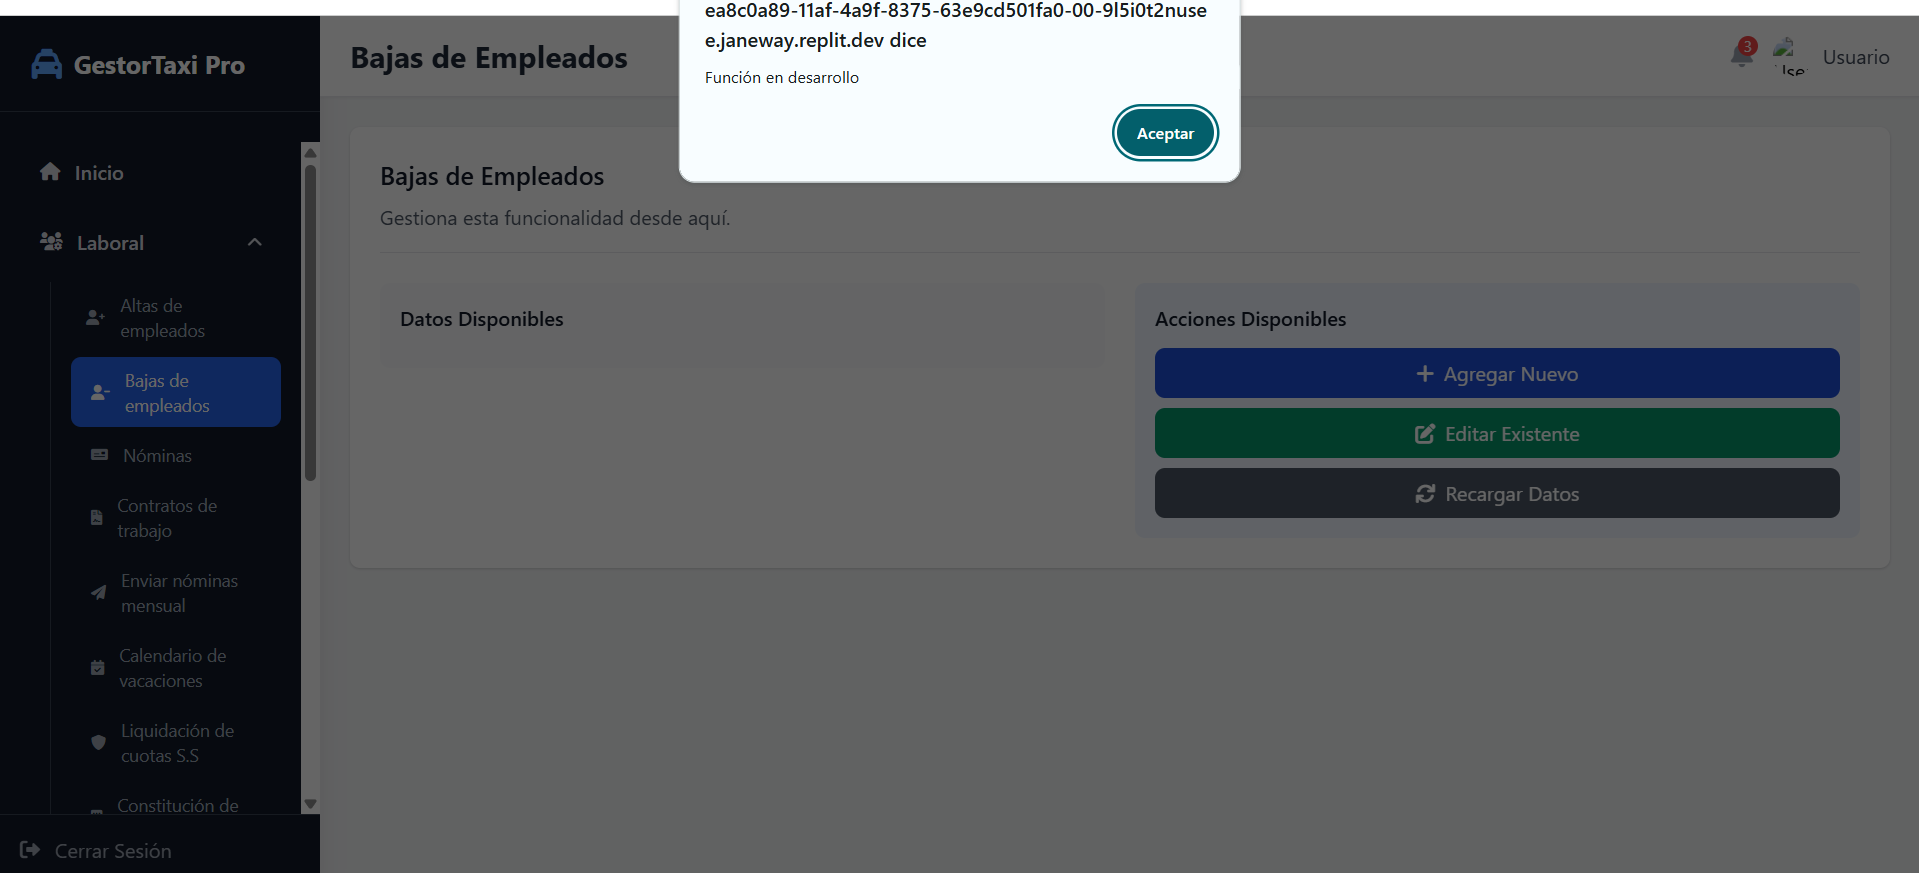 ea8c0a89-11af-4a9f-8375-63e9cd501fa0-00-9l5i0t2nuse
e.janeway.replit.dev dice
Función en desarrollo
Aceptar
GestorTaxi Pro
Bajas de Empleados
3
Usuario
Inicio
Laboral
Altas de
empleados
Bajas de
empleados
Nóminas
Contratos de
trabajo
Enviar nóminas
mensual
Calendario de
vacaciones
Liquidación de
cuotas S.S
Constitución de
Cerrar Sesión
Bajas de Empleados
Gestiona esta funcionalidad desde aquí.
Datos Disponibles
Acciones Disponibles
Agregar Nuevo
Editar Existente
Recargar Datos